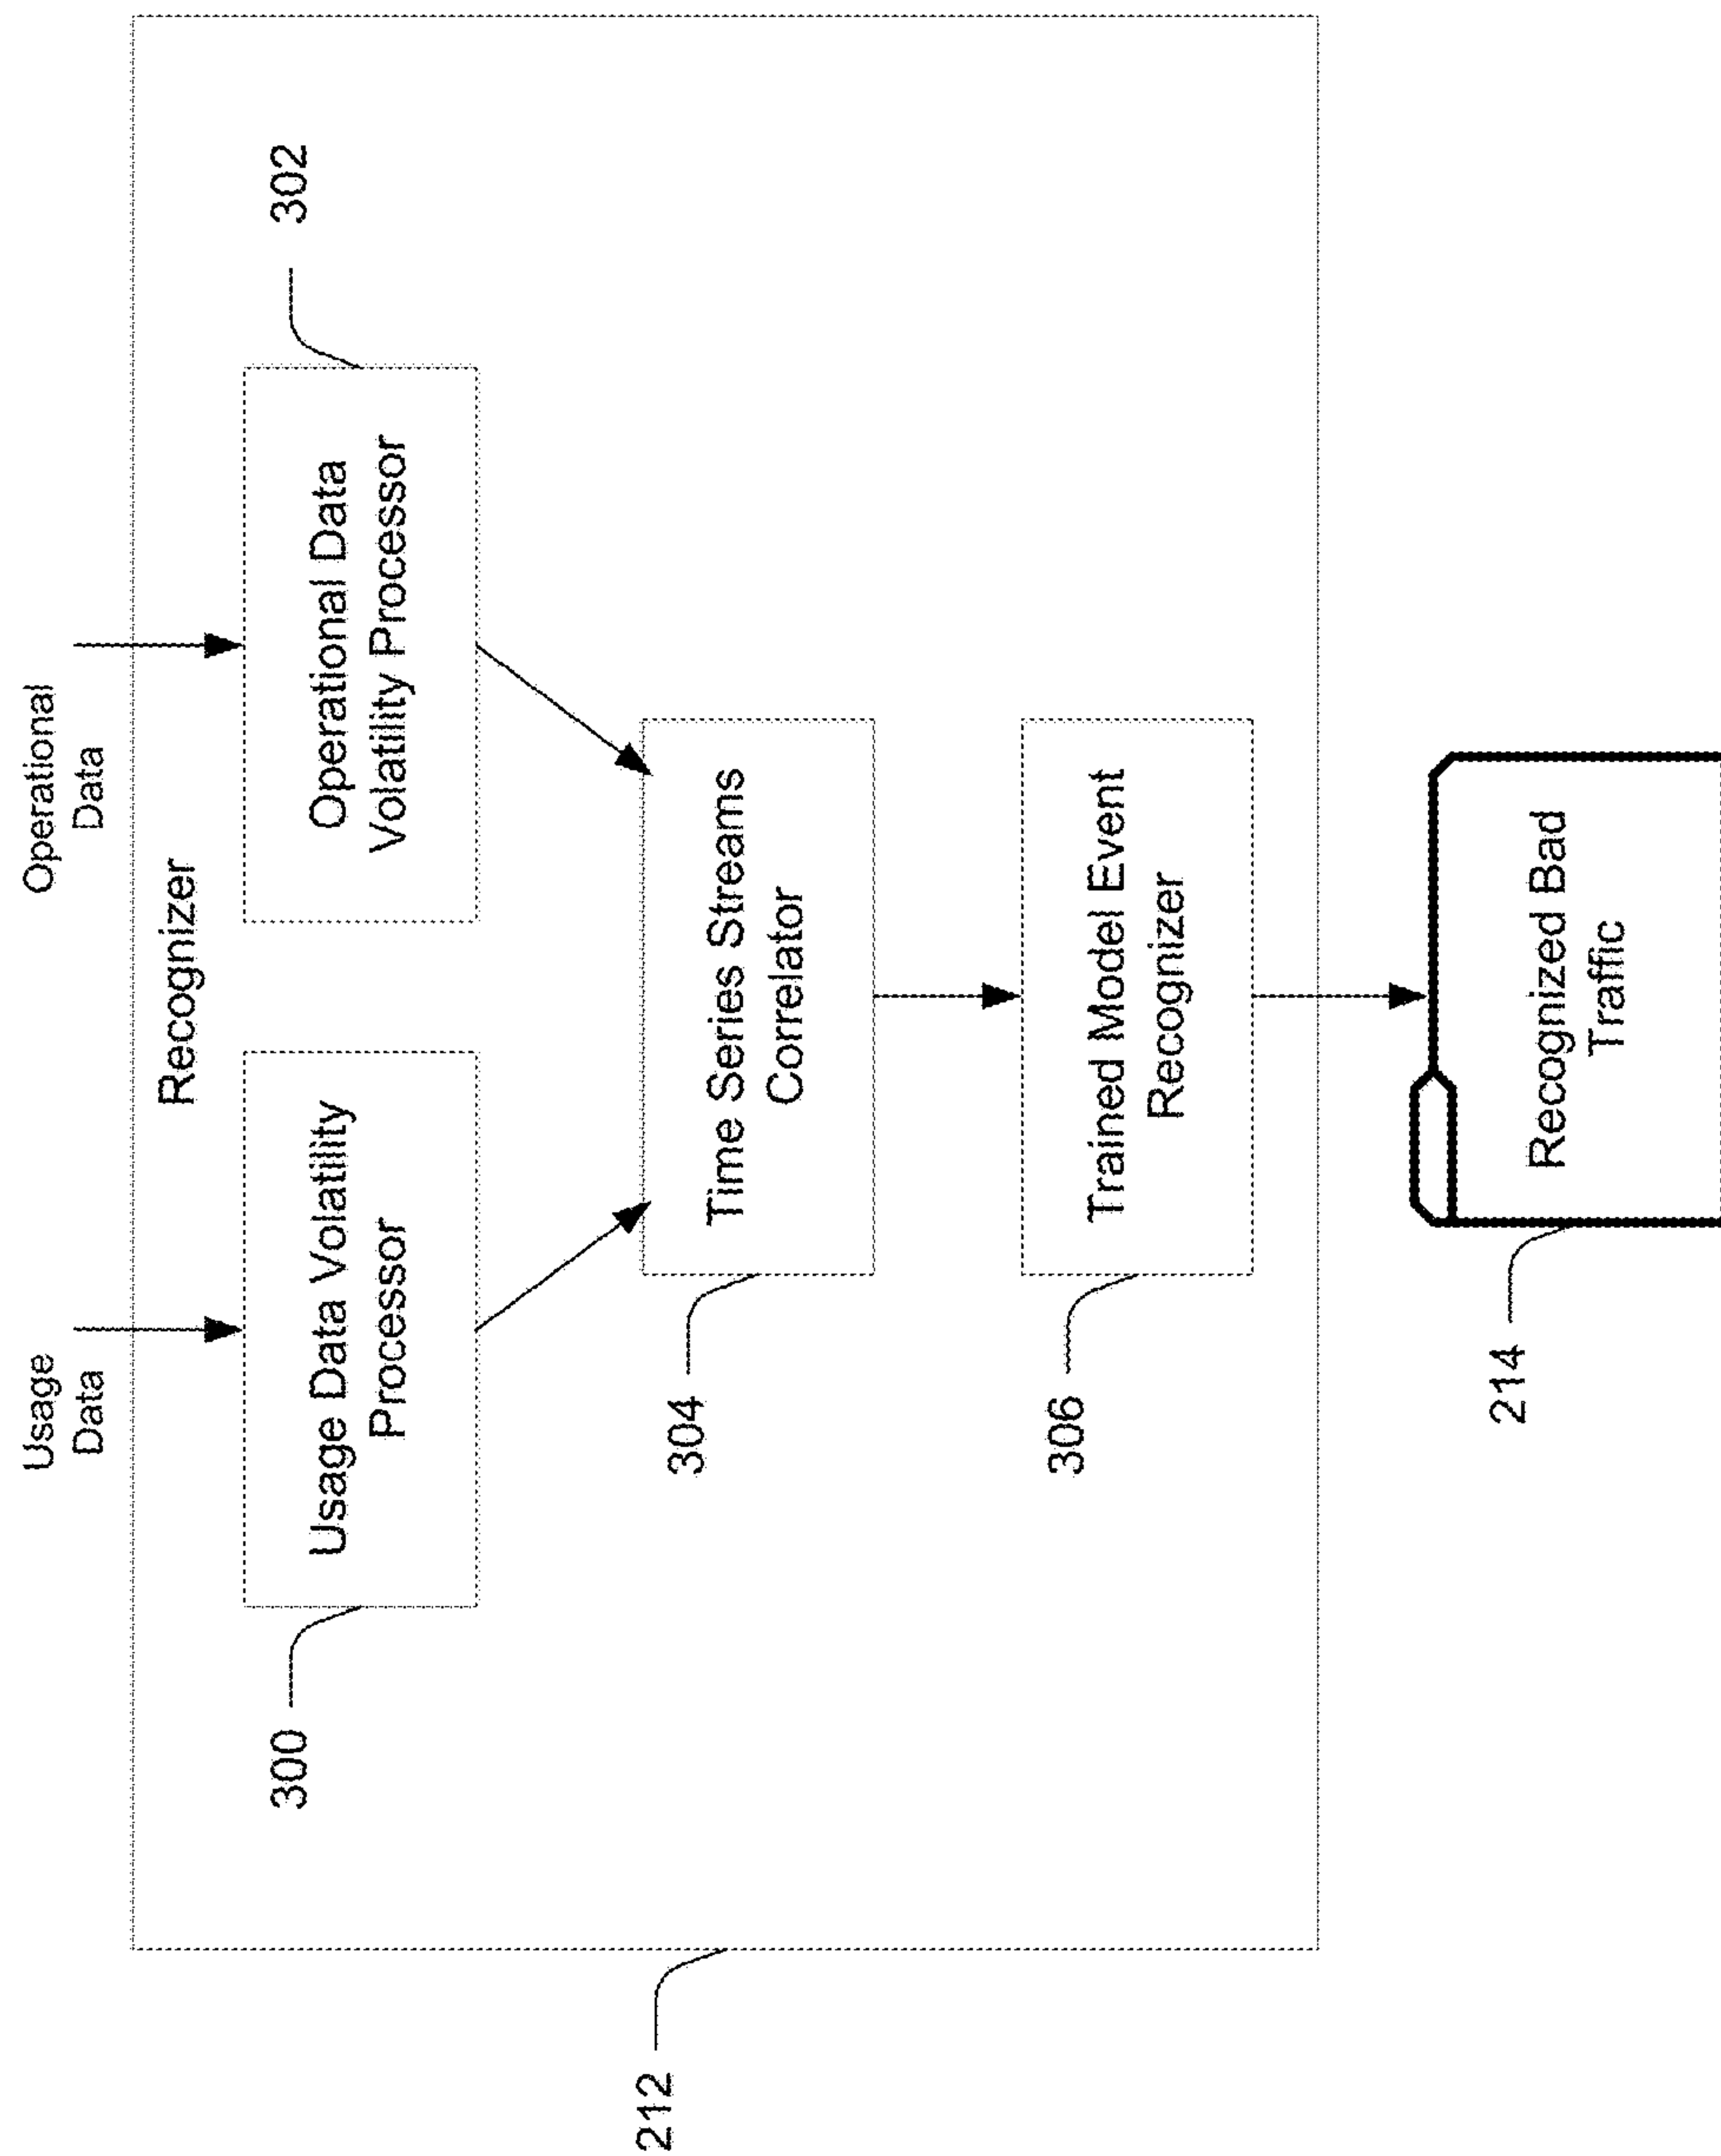 Usage
Data
Operational
Data
Recognizer
300
Usage Data Volatility
Processor
Operational Data
Volatility Processor
302
212
304
Time Series Streams
Correlator
306
Trained Model Event
Recognizer
214
Recognized Bad
Traffic